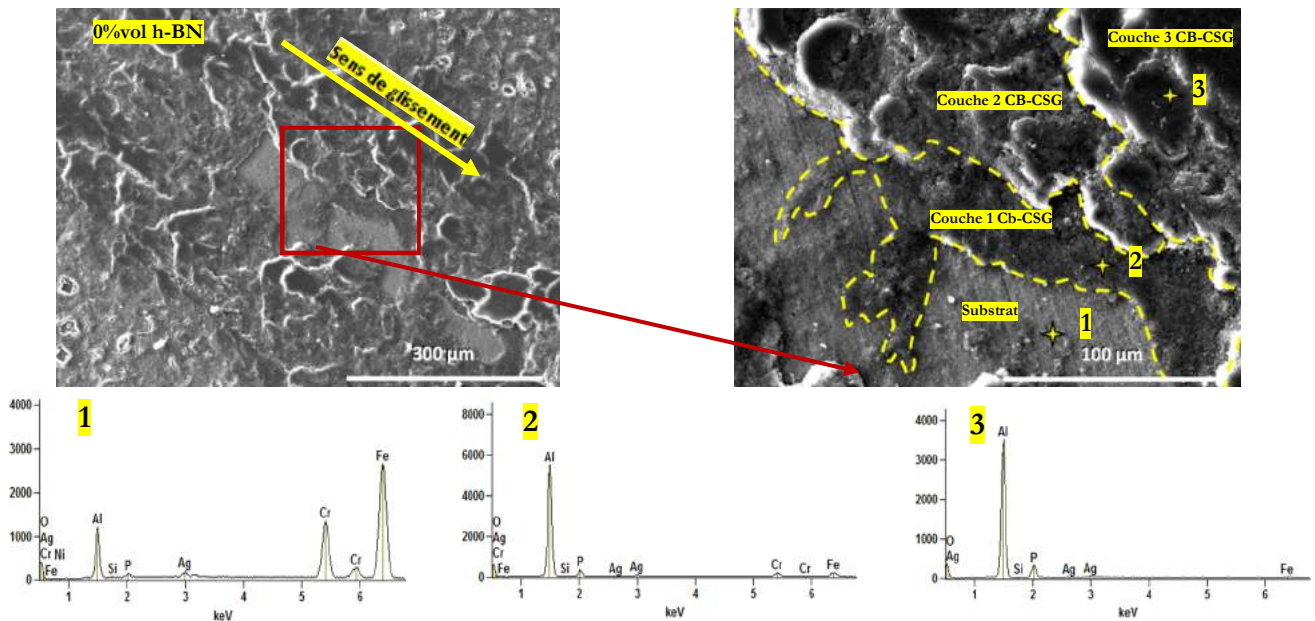 0%vol h-BN
Sens de glissement
300 µm
Couche 3 CB-CSG
3
Couche 2 CB-CSG
Couche 1 Cb-CSG
2
Substrat
1
100 µm
1
4000
3000
2000
1000
0
O
Ag
Cr Ni
Fe
Al
Si
P
Ag
Cr
Cr
Fe
1 2 3 4 5 6
keV
2
8000
6000
4000
2000
0
O
Ag
Cr
Fe
Al
Si
P
Ag
Ag
Cr
Cr
Fe
1 2 3 4 5 6
keV
3
4000
3000
2000
1000
0
O
Ag
Al
Si
P
Ag
Ag
Fe
1 2 3 4 5 6
keV